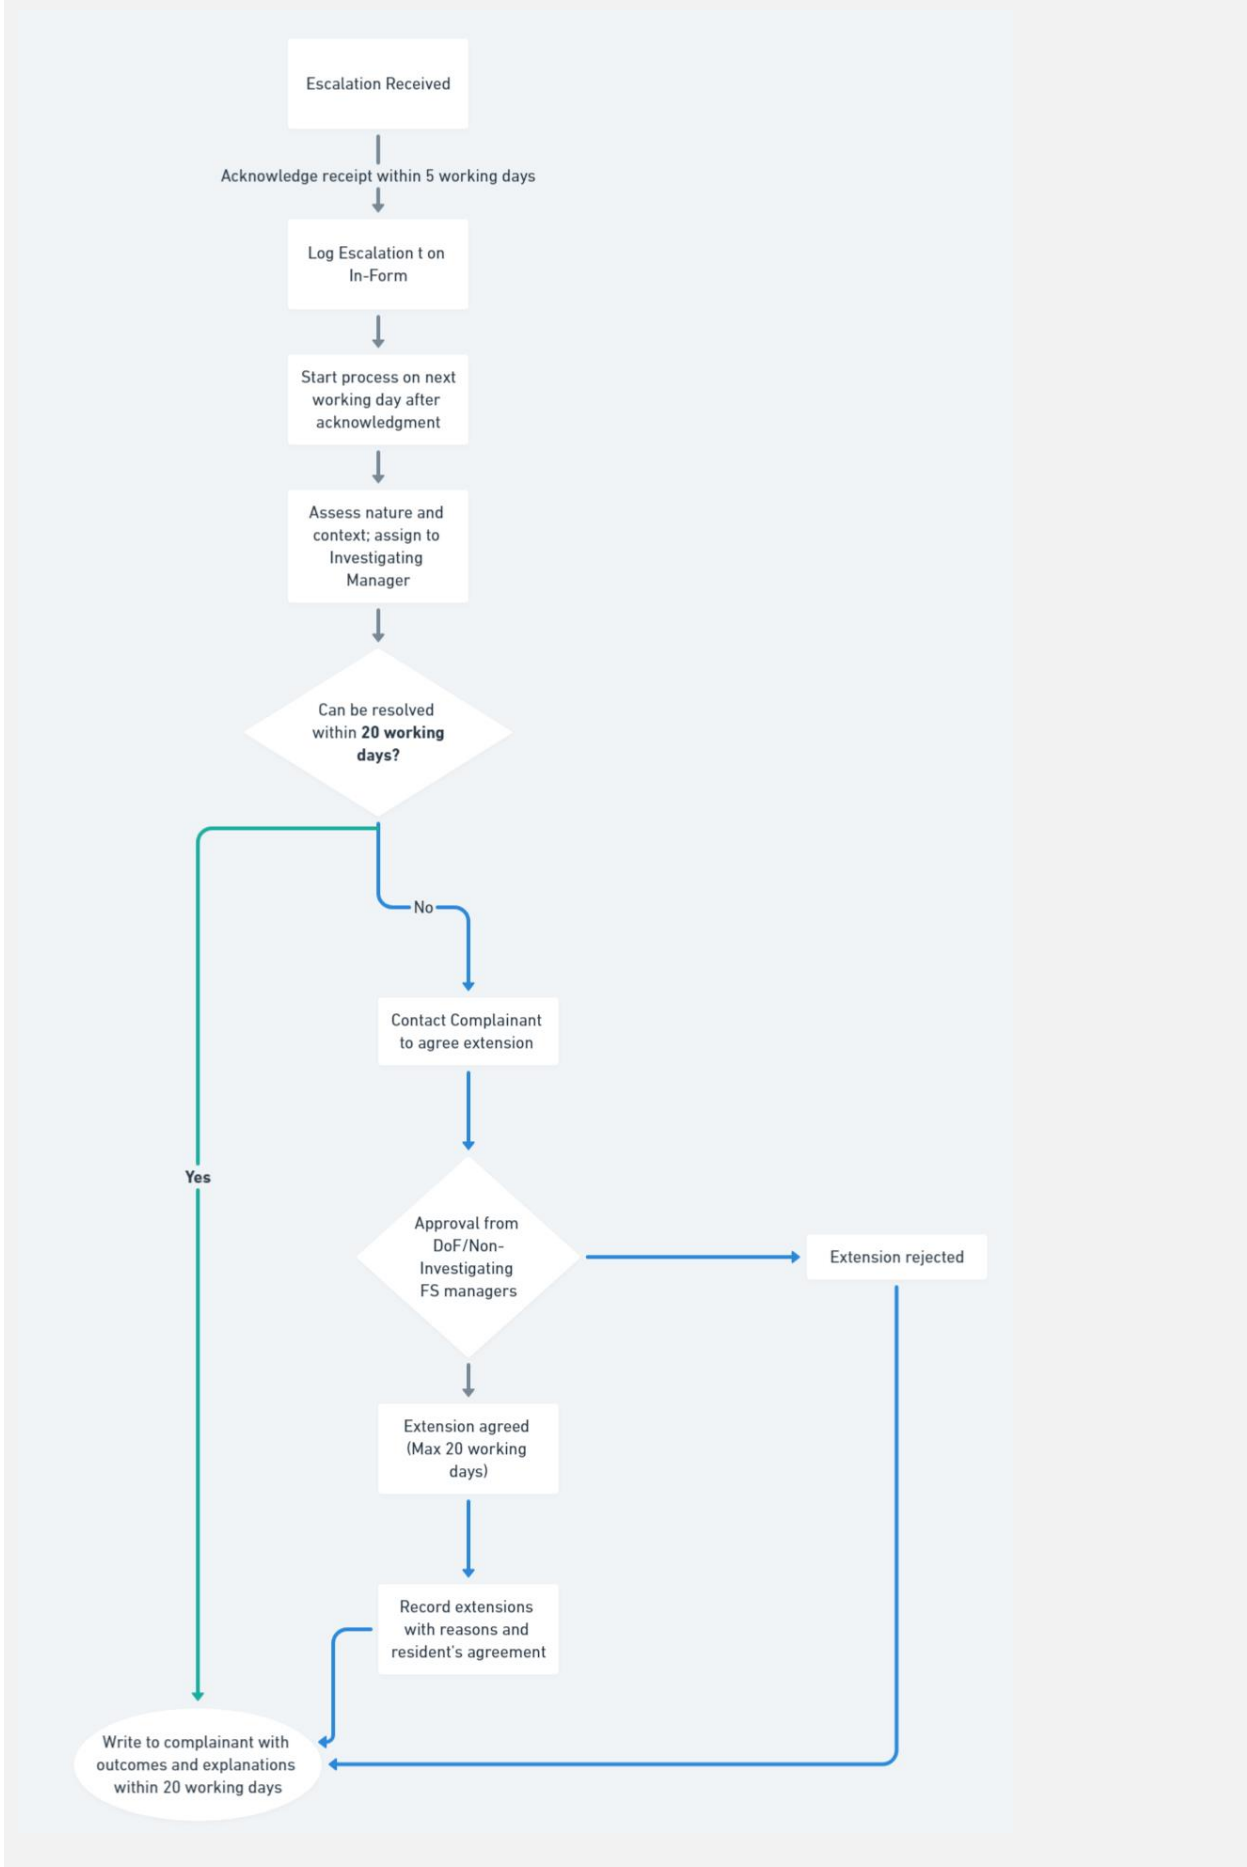 Escalation Received
Acknowledge receipt within 5 working days
Log Escalation t on
In-Form
Start process on next
working day after
acknowledgment
Assess nature and
context; assign to
Investigating
Manager
Can be resolved
within 20 working
days?
No
Contact Complainant
to agree extension
Yes
Approval from
DoF/Non-
Investigating
FS managers
Extension rejected
Extension agreed
(Max 20 working
days)
Record extensions
with reasons and
resident's agreement
Write to complainant with
outcomes and explanations
within 20 working days